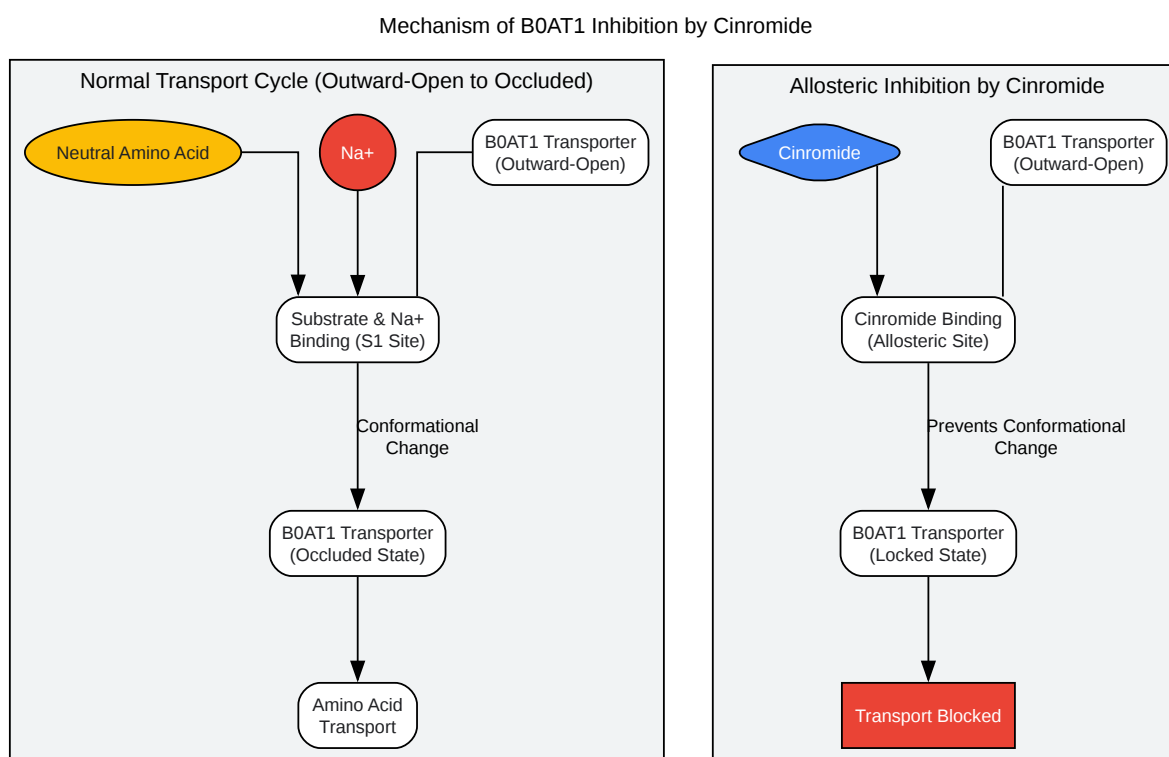 Mechanism of B0AT1 Inhibition by Cinromide
Normal Transport Cycle (Outward-Open to Occluded)
Neutral Amino Acid
Na+
B0AT1 Transporter
(Outward-Open)
Substrate & Na+
Binding (S1 Site)
Conformational
Change
B0AT1 Transporter
(Occluded State)
Amino Acid
Transport
Allosteric Inhibition by Cinromide
Cinromide
B0AT1 Transporter
(Outward-Open)
Cinromide Binding
(Allosteric Site)
Prevents Conformational
Change
B0AT1 Transporter
(Locked State)
Transport Blocked